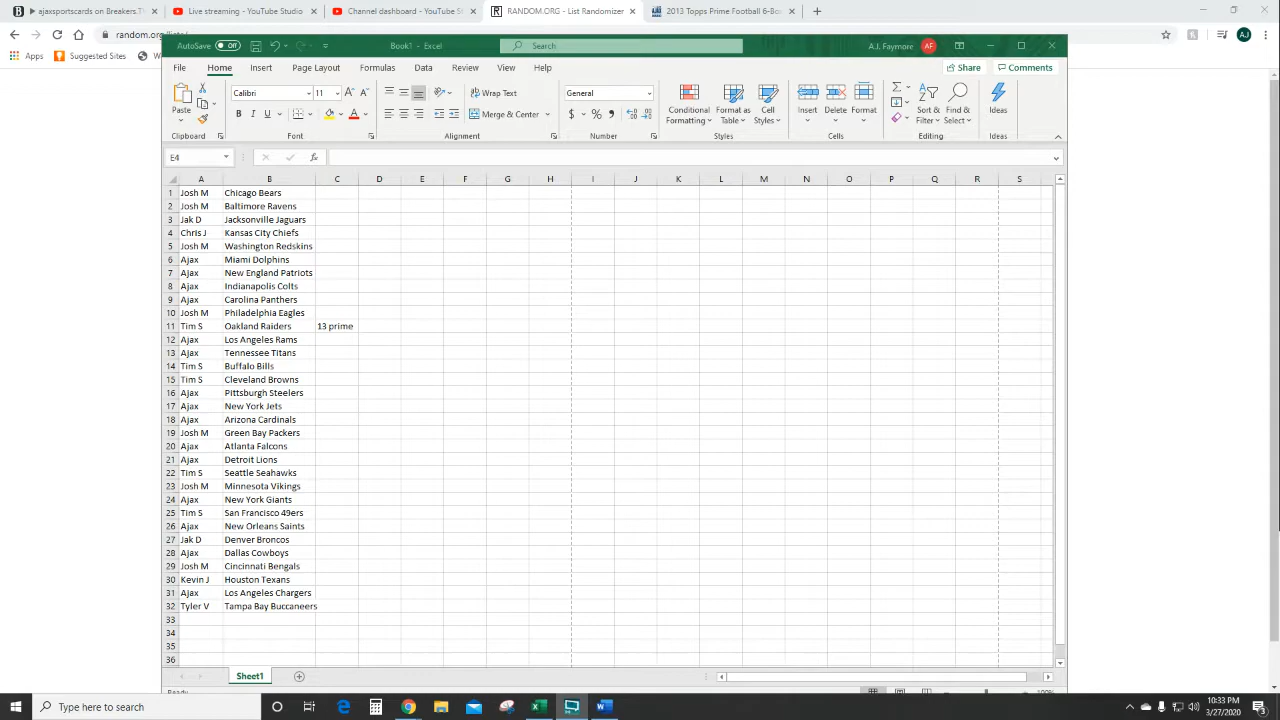 ajaxsportscards on Breakers.TV
Live streaming - YouTube Studio
Channel dashboard - YouTube St
RANDOM.ORG - List Randomizer
2013 Topps Prime Football 6-Box
random.org/lists/
Apps
Suggested Sites
AJ
AutoSave Off
Book1 - Excel
Search
A.J. Faymore AF
File Home Insert Page Layout Formulas Data Review View Help
Share Comments
Paste
Calibri 11
Wrap Text
General
Merge & Center
Conditional Formatting
Format as Table
Cell Styles
Insert Delete Format
Sort & Filter
Find & Select
Ideas
Clipboard Font Alignment Number Styles Cells Editing Ideas
E4
A B C D E F G H I J K L M N O P Q R S
1 Josh M Chicago Bears
2 Josh M Baltimore Ravens
3 Jak D Jacksonville Jaguars
4 Chris J Kansas City Chiefs
5 Josh M Washington Redskins
6 Ajax Miami Dolphins
7 Ajax New England Patriots
8 Ajax Indianapolis Colts
9 Ajax Carolina Panthers
10 Josh M Philadelphia Eagles
11 Tim S Oakland Raiders 13 prime
12 Ajax Los Angeles Rams
13 Ajax Tennessee Titans
14 Tim S Buffalo Bills
15 Tim S Cleveland Browns
16 Ajax Pittsburgh Steelers
17 Ajax New York Jets
18 Ajax Arizona Cardinals
19 Josh M Green Bay Packers
20 Ajax Atlanta Falcons
21 Ajax Detroit Lions
22 Tim S Seattle Seahawks
23 Josh M Minnesota Vikings
24 Ajax New York Giants
25 Tim S San Francisco 49ers
26 Ajax New Orleans Saints
27 Jak D Denver Broncos
28 Ajax Dallas Cowboys
29 Josh M Cincinnati Bengals
30 Kevin J Houston Texans
31 Ajax Los Angeles Chargers
32 Tyler V Tampa Bay Buccaneers
33
34
35
36
Sheet1
Type here to search
10:33 PM
3/27/2020